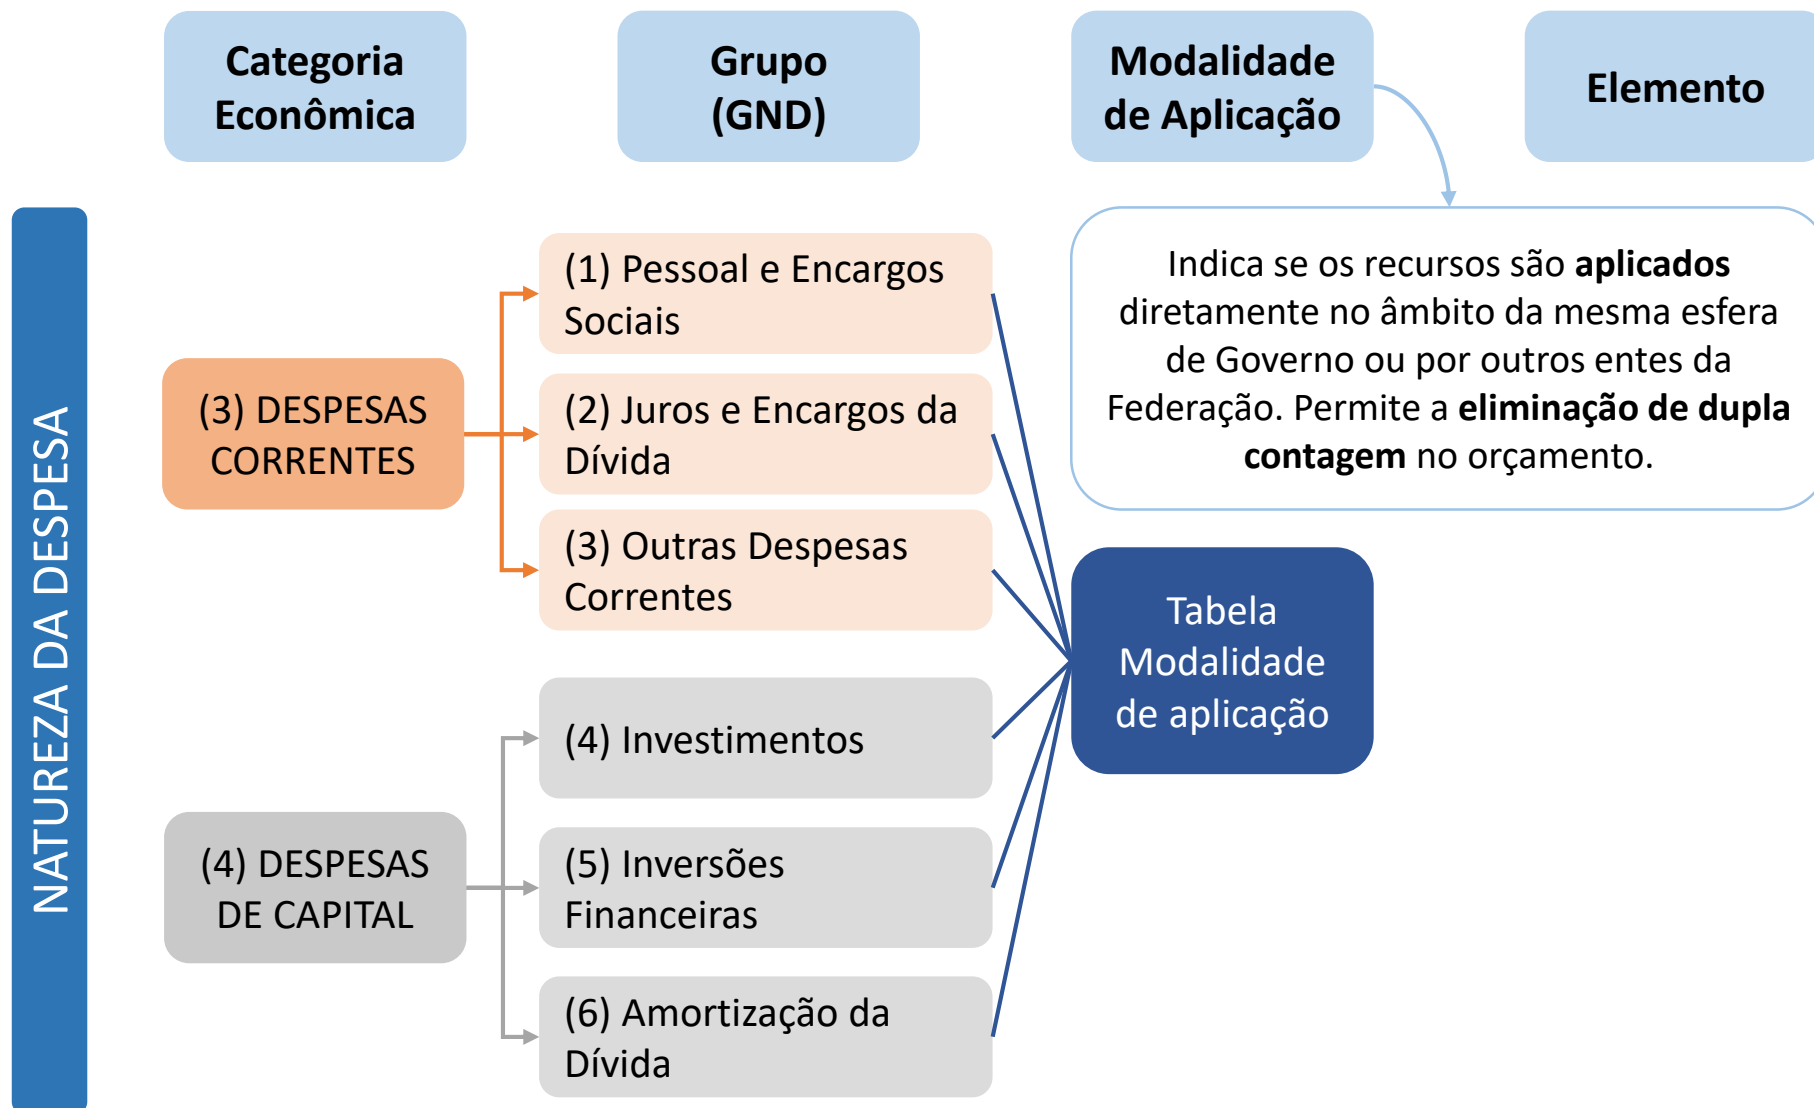 Categoria
Econômica
Grupo
(GND)
Modalidade
de Aplicação
Elemento
NATUREZA DA DESPESA
(3) DESPESAS
CORRENTES
(1) Pessoal e Encargos
Sociais
(2) Juros e Encargos da
Dívida
(3) Outras Despesas
Correntes
Indica se os recursos são aplicados
diretamente no âmbito da mesma esfera
de Governo ou por outros entes da
Federação. Permite a eliminação de dupla
contagem no orçamento.
Tabela
Modalidade
de aplicação
(4) DESPESAS
DE CAPITAL
(4) Investimentos
(5) Inversões
Financeiras
(6) Amortização da
Dívida